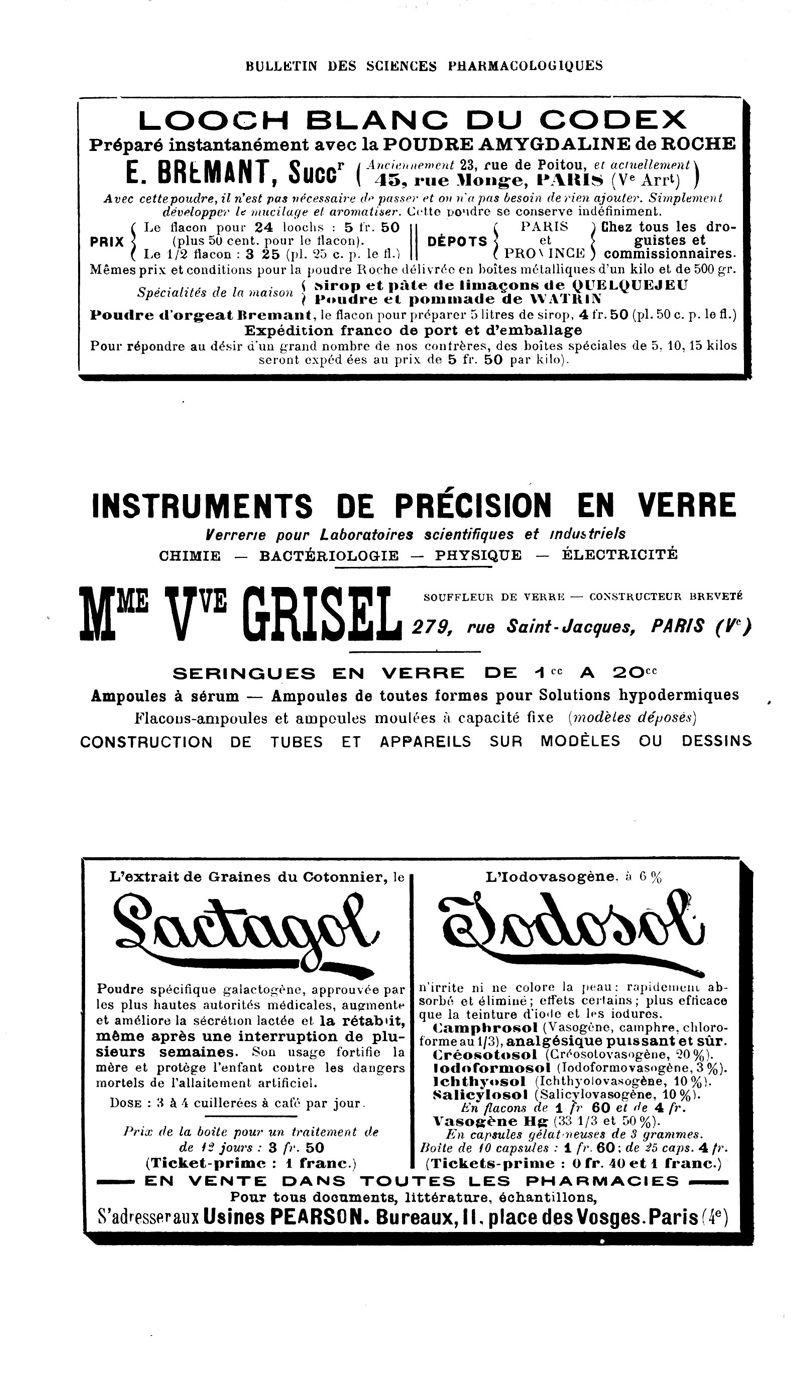 BULLETIN DES SCIENCES PHARMACOLOGIQUES
LOOCH BLANC DU CODEX
Préparé instantanément avec la POUDRE AMYGDALINE de ROCHE
E. BREMANT, Succr ( Anciennement 23, rue de Poitou, et actuellement
45, rue Monge, PARIS (Ve Arrt) )
Avec cette poudre, il n'est pas nécessaire de passer et on n'a pas besoin de rien ajouter. Simplement
développer le mucilage et aromatiser. Cette poudre se conserve indéfiniment.
PRIX { Le flacon pour 24 loochs : 5 fr. 50
(plus 50 cent. pour le flacon).
Le 1/2 flacon : 3 25 (pl. 25 c. p. le fl.)
DÉPOTS { PARIS
et
PROVINCE } Chez tous les dro-
guistes et
commissionnaires.
Mêmes prix et conditions pour la poudre Roche délivrée en boîtes métalliques d'un kilo et de 500 gr.
Spécialités de la maison { Sirop et pâte de limaçons de QUELQUEJEU
Poudre et pommade de WATRIN
Poudre d'orgeat Bremant, le flacon pour préparer 5 litres de sirop, 4 fr. 50 (pl. 50 c. p. le fl.)
Expédition franco de port et d'emballage
Pour répondre au désir d'un grand nombre de nos contrères, des boîtes spéciales de 5, 10, 15 kilos
seront expédiées au prix de 5 fr. 50 par kilo).
INSTRUMENTS DE PRÉCISION EN VERRE
Verrerie pour Laboratoires scientifiques et industriels
CHIMIE — BACTÉRIOLOGIE — PHYSIQUE — ÉLECTRICITÉ
MME VVE GRISEL
SOUFFLEUR DE VERRE — CONSTRUCTEUR BREVETÉ
279, rue Saint-Jacques, PARIS (Ve)
SERINGUES EN VERRE DE 1cc A 20cc
Ampoules à sérum — Ampoules de toutes formes pour Solutions hypodermiques
Flacons-ampoules et ampoules moulées à capacité fixe (modèles déposés)
CONSTRUCTION DE TUBES ET APPAREILS SUR MODÈLES OU DESSINS
L'extrait de Graines du Cotonnier, le
Lactagol
Poudre spécifique galactogène, approuvée par
les plus hautes autorités médicales, augmente
et améliore la sécrétion lactée et la rétablit,
même après une interruption de plu-
sieurs semaines. Son usage fortifie la
mère et protège l'enfant contre les dangers
mortels de l'allaitement artificiel.
DOSE : 3 à 4 cuillerées à café par jour.
Prix de la boîte pour un traitement de
de 12 jours : 3 fr. 50
(Ticket-prime : 1 franc.)
L'Iodovasogène, à 6 %
Iodosol
n'irrite ni ne colore la peau : rapidement ab-
sorbé et éliminé ; effets certains ; plus efficace
que la teinture d'iode et les iodures.
Camphrosol (Vasogène, camphre, chloro-
forme au 1/3), analgésique puissant et sûr.
Créosotosol (Créosotovasogène, 20 %).
Iodoformosol (Iodoformovasogène, 3 %).
Ichthyosol (Ichthyolovasogène, 10 %).
Salicylosol (Salicylovasogène, 10 %).
En flacons de 1 fr 60 et de 4 fr.
Vasogène Hg (33 1/3 et 50 %).
En capsules gélatineuses de 3 grammes.
Boîte de 10 capsules : 1 fr. 60 ; de 25 caps. 4 fr.
(Tickets-prime : 0 fr. 40 et 1 franc.)
EN VENTE DANS TOUTES LES PHARMACIES
Pour tous documents, littérature, échantillons,
S'adresser aux Usines PEARSON. Bureaux, 11, place des Vosges. Paris (4e)